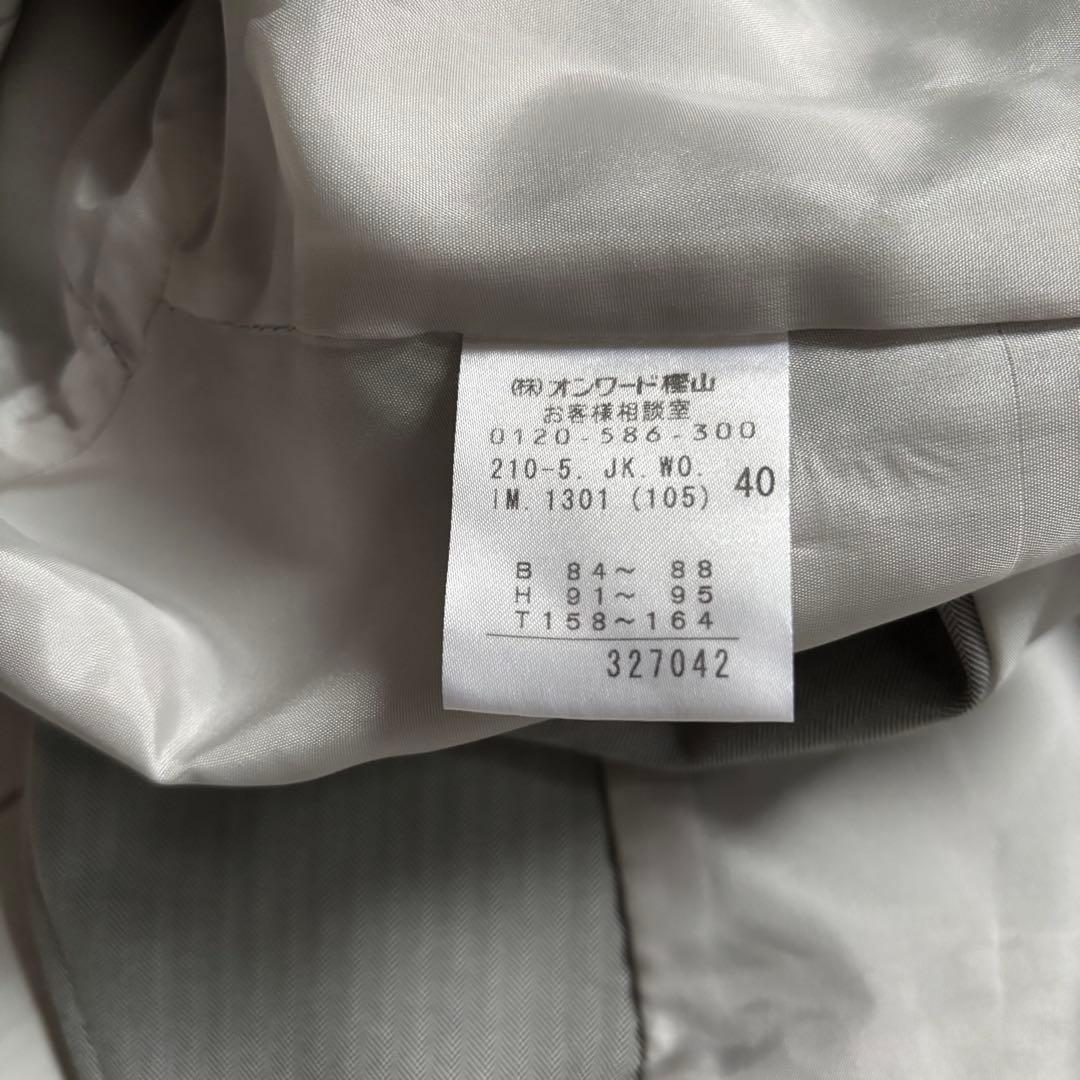 (株)オンワード樫山
お客様相談室
0120-586-300
210-5. JK. WO.
IM. 1301 (105) 40
B 84~ 88
H 91~ 95
T158~164
327042